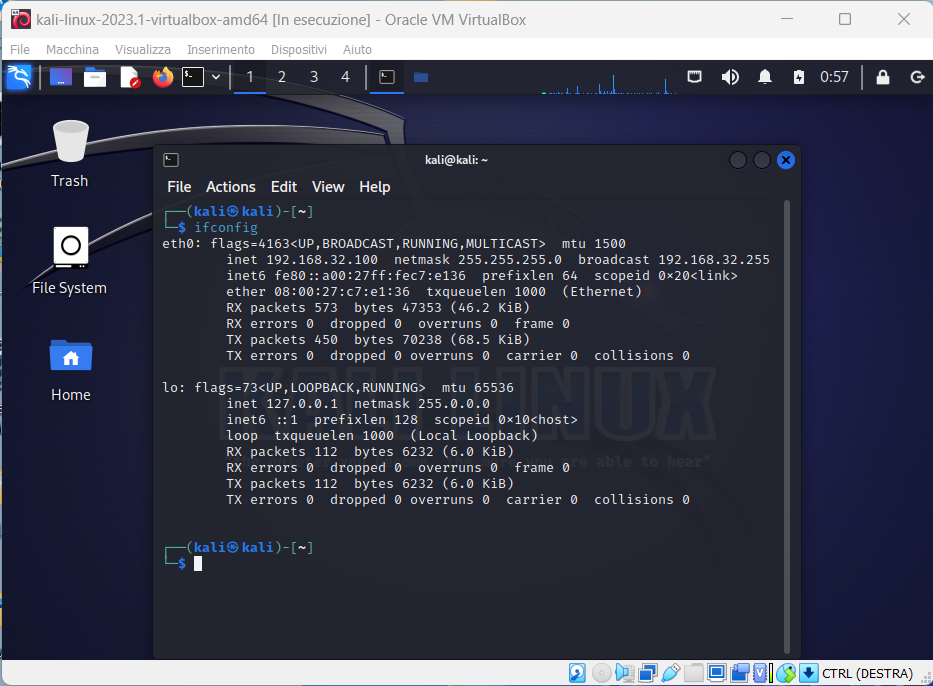 kali-linux-2023.1-virtualbox-amd64 [In esecuzione] - Oracle VM VirtualBox
File Macchina Visualizza Inserimento Dispositivi Aiuto
1 2 3 4 0:57
kali@kali: ~
File Actions Edit View Help
Trash
File System
Home
┌──(kali㉿kali)-[~]
└─$ ifconfig
eth0: flags=4163<UP,BROADCAST,RUNNING,MULTICAST>  mtu 1500
        inet 192.168.32.100  netmask 255.255.255.0  broadcast 192.168.32.255
        inet6 fe80::a00:27ff:fec7:e136  prefixlen 64  scopeid 0×20<link>
        ether 08:00:27:c7:e1:36  txqueuelen 1000  (Ethernet)
        RX packets 573  bytes 47353 (46.2 KiB)
        RX errors 0  dropped 0  overruns 0  frame 0
        TX packets 450  bytes 70238 (68.5 KiB)
        TX errors 0  dropped 0 overruns 0  carrier 0  collisions 0
lo: flags=73<UP,LOOPBACK,RUNNING>  mtu 65536
        inet 127.0.0.1  netmask 255.0.0.0
        inet6 ::1  prefixlen 128  scopeid 0×10<host>
        loop  txqueuelen 1000  (Local Loopback)
        RX packets 112  bytes 6232 (6.0 KiB)
        RX errors 0  dropped 0  overruns 0  frame 0
        TX packets 112  bytes 6232 (6.0 KiB)
        TX errors 0  dropped 0 overruns 0  carrier 0  collisions 0
┌──(kali㉿kali)-[~]
└─$
KALI LINUX
you are able to hear"
CTRL (DESTRA)